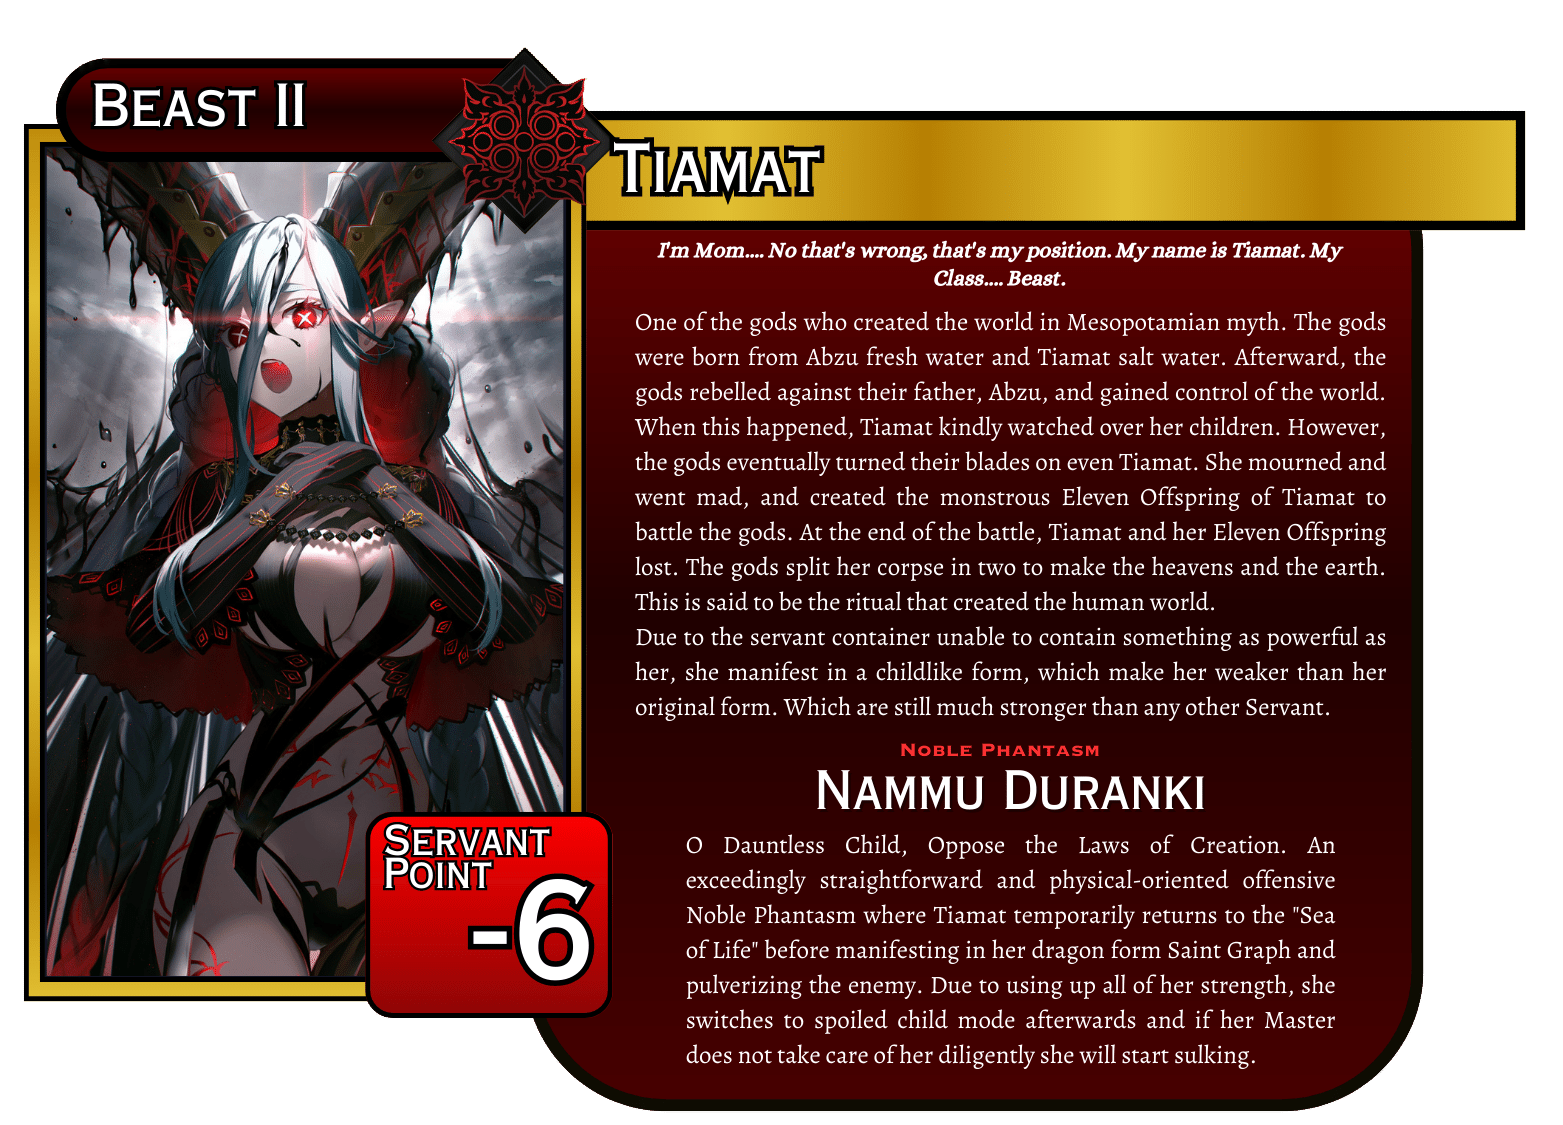 Beast II
Tiamat
I'm Mom.... No that's wrong, that's my position. My name is Tiamat. My
Class.... Beast.
One of the gods who created the world in Mesopotamian myth. The gods
were born from Abzu fresh water and Tiamat salt water. Afterward, the
gods rebelled against their father, Abzu, and gained control of the world.
When this happened, Tiamat kindly watched over her children. However,
the gods eventually turned their blades on even Tiamat. She mourned and
went mad, and created the monstrous Eleven Offspring of Tiamat to
battle the gods. At the end of the battle, Tiamat and her Eleven Offspring
lost. The gods split her corpse in two to make the heavens and the earth.
This is said to be the ritual that created the human world.
Due to the servant container unable to contain something as powerful as
her, she manifest in a childlike form, which make her weaker than her
original form. Which are still much stronger than any other Servant.
Noble Phantasm
Nammu Duranki
O Dauntless Child, Oppose the Laws of Creation. An
exceedingly straightforward and physical-oriented offensive
Noble Phantasm where Tiamat temporarily returns to the "Sea
of Life" before manifesting in her dragon form Saint Graph and
pulverizing the enemy. Due to using up all of her strength, she
switches to spoiled child mode afterwards and if her Master
does not take care of her diligently she will start sulking.
Servant
Point
-6